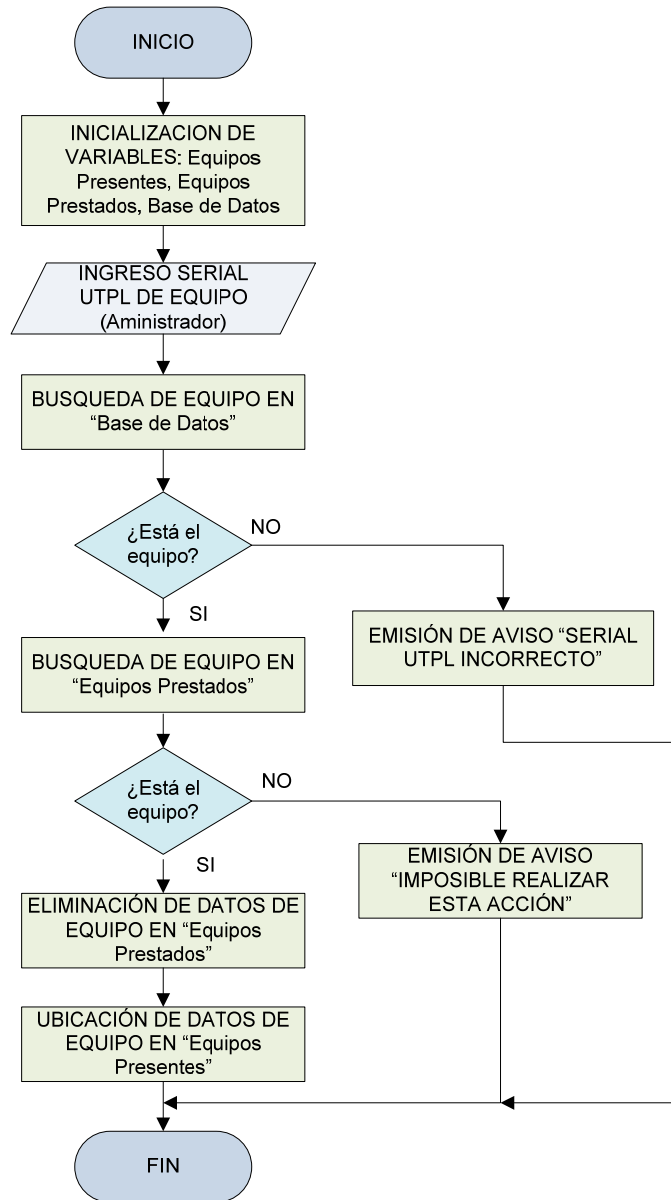 INICIO
INICIALIZACION DE
VARIABLES: Equipos
Presentes, Equipos
Prestados, Base de Datos
INGRESO SERIAL
UTPL DE EQUIPO
(Aministrador)
BUSQUEDA DE EQUIPO EN
“Base de Datos”
¿Está el
equipo?
NO
SI
EMISIÓN DE AVISO “SERIAL
UTPL INCORRECTO”
BUSQUEDA DE EQUIPO EN
“Equipos Prestados”
¿Está el
equipo?
NO
SI
EMISIÓN DE AVISO
“IMPOSIBLE REALIZAR
ESTA ACCIÓN”
ELIMINACIÓN DE DATOS DE
EQUIPO EN “Equipos
Prestados”
UBICACIÓN DE DATOS DE
EQUIPO EN “Equipos
Presentes”
FIN